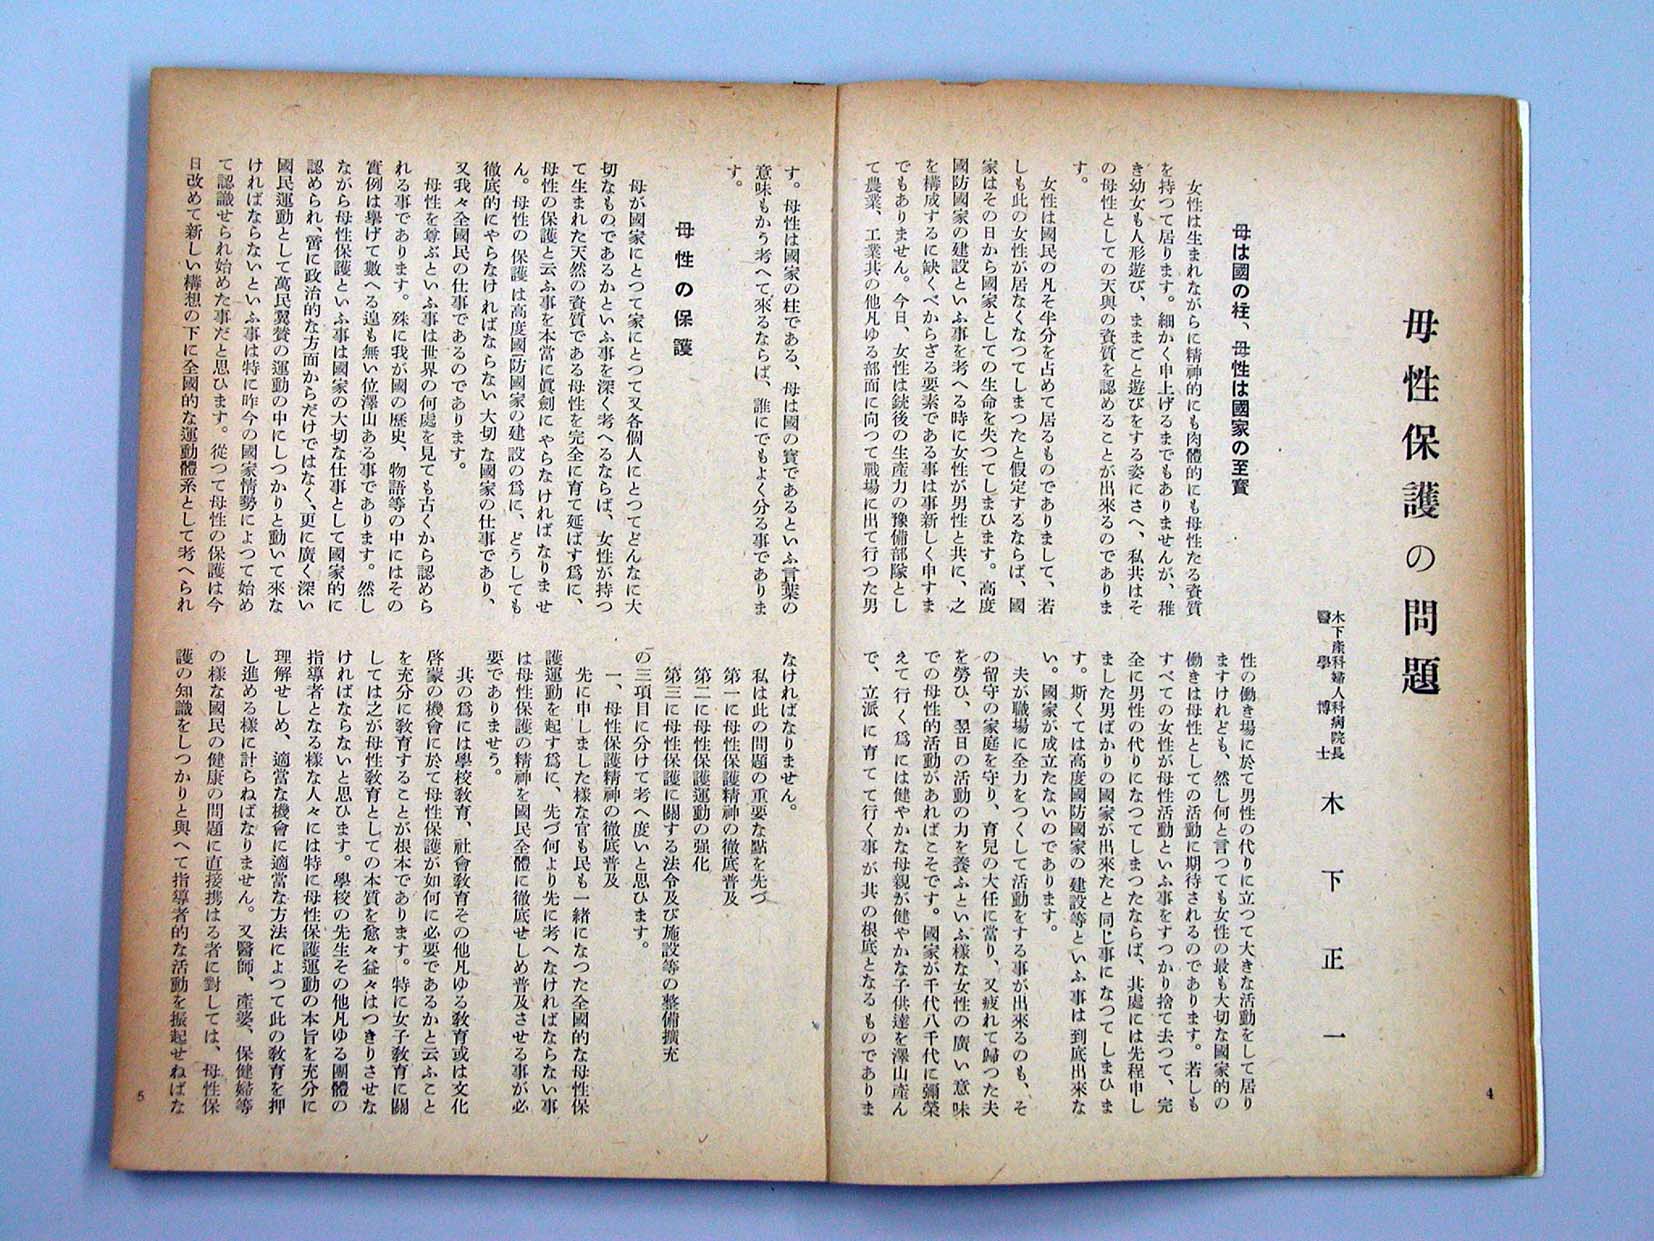 母性保護の問題
木下產科婦人科病院長
醫學博士
木下正一
母は國の柱、母性は國家の至寶
女性は生まれながらに精神的にも肉體的にも母性たる資質
を持つて居ります。細かく申上げるまでもありませんが、稚
き幼女も人形遊び、ままごと遊びをする姿にさへ、私共はそ
の母性としての天與の資質を認めることが出來るのでありま
す。
女性は國民の凡そ半分を占めて居るものでありまして、若
しも此の女性が居なくなつてしまつたと假定するならば、國
家はその日から國家としての生命を失つてしまひます。高度
國防國家の建設といふ事を考へる時に女性が男性と共に、之
を構成するに缺くべからざる要素である事は事新しく申すま
でもありません。今日、女性は銃後の生產力の豫備部隊とし
て農業、工業共の他凡ゆる部面に向つて戰場に出て行つた男
性の働き場に於て男性の代りに立つて大きな活動をして居り
ますけれども、然し何と言つても女性の最も大切な國家的の
働きは母性としての活動に期待されるのであります。若しも
すべての女性が母性活動といふ事をすつかり捨て去つて、完
全に男性の代りになつてしまつたならば、其處には先程申し
ました男ばかりの國家が出來たと同じ事になつてしまひま
す。斯くては高度國防國家の建設等といふ事は到底出來な
い。國家が成立たないのであります。
夫が職場に全力をつくして活動をする事が出來るのも、そ
の留守の家庭を守り、育兒の大任に當り、又疲れて歸つた夫
を勞ひ、翌日の活動の力を養ふといふ樣な女性の廣い意味
での母性的活動があればこそです。國家が千代八千代に彌榮
えて行く爲には健やかな母親が健やかな子供達を澤山產ん
で、立派に育てて行く事が共の根底となるものでありま
4
す。母性は國家の柱である、母は國の寶であるといふ言葉の
意味もかう考へて來るならば、誰にでもよく分る事でありま
す。
母性の保護
母が國家にとつて家にとつて又各個人にとつてどんなに大
切なものであるかといふ事を深く考へるならば、女性が持つ
て生まれた天然の資質である母性を完全に育て延ばす爲に、
母性の保護と云ふ事を本當に眞劍にやらなければなりませ
ん。母性の保護は高度國防國家の建設の爲に、どうしても
徹底的にやらなければならない大切な國家の仕事であり、
又我々全國民の仕事であるのであります。
母性を尊ぶといふ事は世界の何處を見ても古くから認めら
れる事であります。殊に我が國の歷史、物語等の中にはその
實例は擧げて數へる遑も無い位澤山ある事であります。然し
ながら母性保護といふ事は國家の大切な仕事として國家的に
認められ、啻に政治的な方面からだけではなく、更に廣く深い
國民運動として萬民翼贊の運動の中にしつかりと動いて來な
ければならないといふ事は特に昨今の國家情勢によつて始め
て認識せられ始めた事だと思ひます。從つて母性の保護は今
日改めて新しい構想の下に全國的な運動體系として考へられ
なければなりません。
私は此の問題の重要な點を先づ
第一に母性保護精神の徹底普及
第二に母性保護運動の强化
第三に母性保護に關する法令及び施設等の整備擴充
の三項目に分けて考へ度いと思ひます。
一、母性保護精神の徹底普及
先に申しました樣な官も民も一緒になつた全國的な母性保
護運動を起す爲に、先づ何より先に考へなければならない事
は母性保護の精神を國民全體に徹底せしめ普及させる事が必
要でありませう。
共の爲には學校敎育、社會敎育その他凡ゆる敎育或は文化
啓蒙の機會に於て母性保護が如何に必要であるかと云ふこと
を充分に敎育することが根本であります。特に女子敎育に關
しては之が母性敎育としての本質を愈々益々はつきりさせな
ければならないと思ひます。學校の先生その他凡ゆる團體の
指導者となる樣な人々には特に母性保護運動の本旨を充分に
理解せしめ、適當な機會に適當な方法によつて此の敎育を押
し進める樣に計らねばなりません。又醫師、產婆、保健婦等
の樣な國民の健康の問題に直接携はる者に對しては、母性保
護の知識をしつかりと與へて指導者的な活動を振起せねばな
5